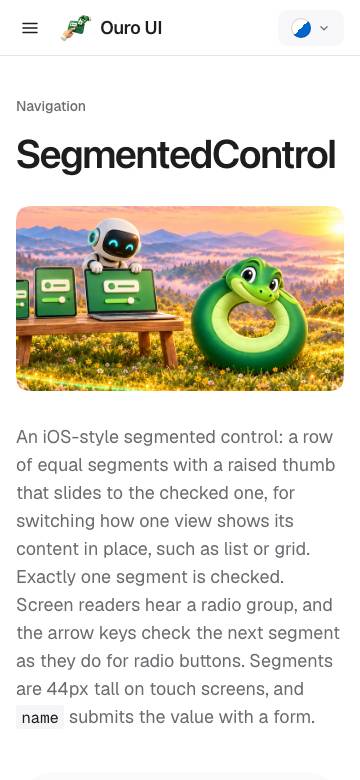 Ouro UI
Navigation
SegmentedControl
An iOS-style segmented control: a row
of equal segments with a raised thumb
that slides to the checked one, for
switching how one view shows its
content in place, such as list or grid.
Exactly one segment is checked.
Screen readers hear a radio group, and
the arrow keys check the next segment
as they do for radio buttons. Segments
are 44px tall on touch screens, and
name submits the value with a form.